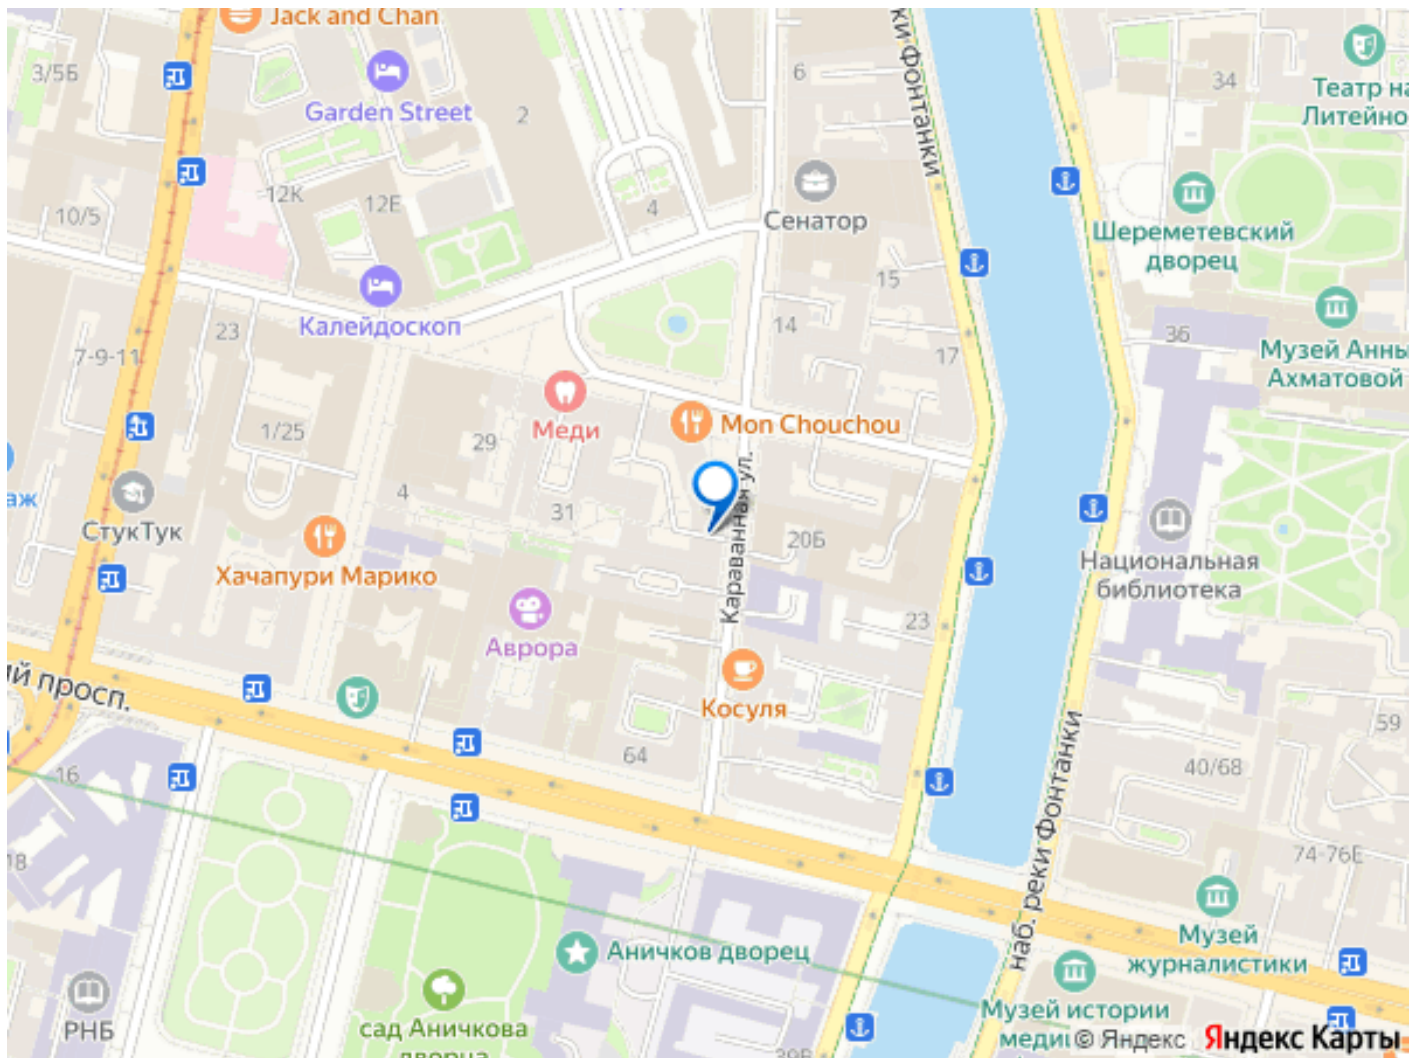 Jack and Chan
3/5Б
Garden Street
2
6
ки фонтанки
34
Театр на
Литейно
12К
12Е
10/5
4
Сенатор
Шереметевский
дворец
15
Калейдоскоп
23
14
7-9-11
17
36
Музей Анны
Ахматовой
Меди
Mon Chouchou
1/25
29
4
31
аж
СтукТук
Хачапури Марико
Караванная ул.
20Б
Национальная
библиотека
23
Аврора
ий просп.
Косуля
64
59
16
40/68
наб. реки Фонтанки
18
74-76Е
Аничков дворец
Музей
журналистики
РНБ
сад Аничкова
дворца
Музей истории
меди
39В
© Яндекс
Яндекс Карты